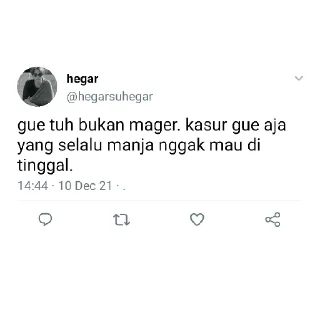 hegar
@hegarsuhegar
gue tuh bukan mager. kasur gue aja
yang selalu manja nggak mau di
tinggal.
14:44 · 10 Dec 21 · .